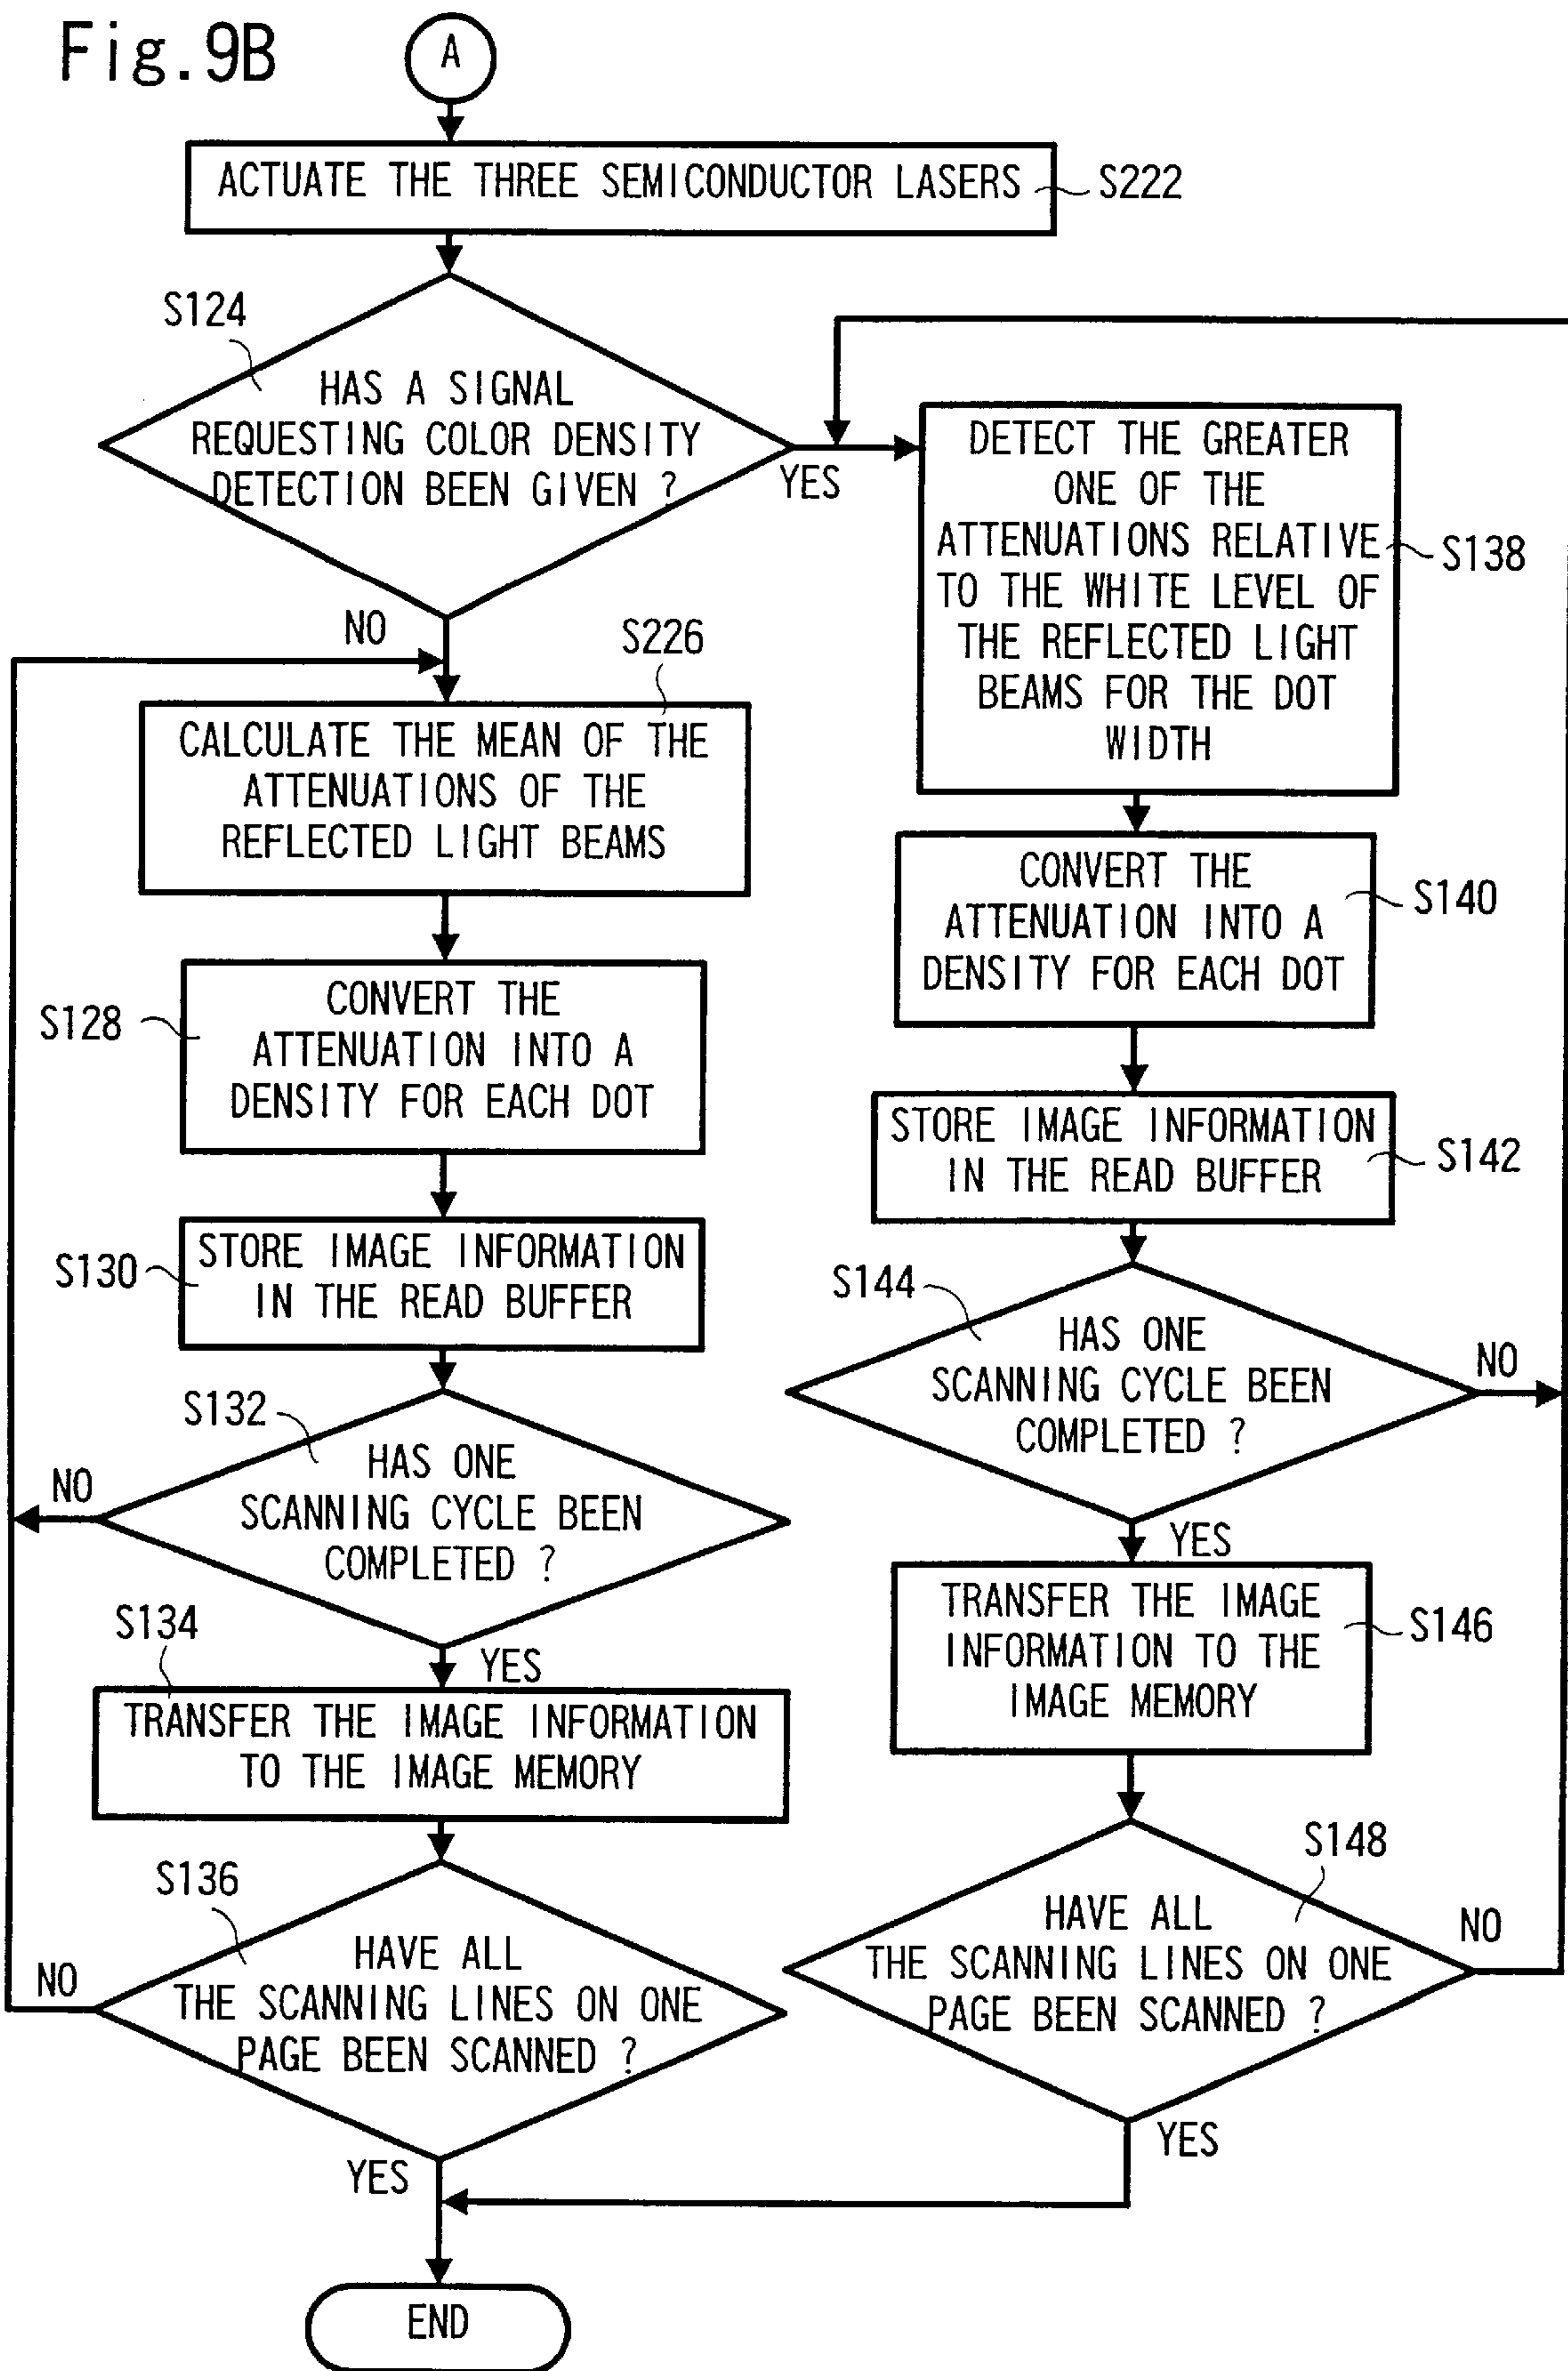 Fig.9B
A
ACTUATE THE THREE SEMICONDUCTOR LASERS
S222
S124
HAS A SIGNAL
REQUESTING COLOR DENSITY
DETECTION BEEN GIVEN ?
YES
NO
S226
CALCULATE THE MEAN OF THE
ATTENUATIONS OF THE
REFLECTED LIGHT BEAMS
S128
CONVERT THE
ATTENUATION INTO A
DENSITY FOR EACH DOT
S130
STORE IMAGE INFORMATION
IN THE READ BUFFER
S132
HAS ONE
SCANNING CYCLE BEEN
COMPLETED ?
NO
YES
S134
TRANSFER THE IMAGE INFORMATION
TO THE IMAGE MEMORY
S136
HAVE ALL
THE SCANNING LINES ON ONE
PAGE BEEN SCANNED ?
NO
YES
DETECT THE GREATER
ONE OF THE
ATTENUATIONS RELATIVE
TO THE WHITE LEVEL OF
THE REFLECTED LIGHT
BEAMS FOR THE DOT
WIDTH
S138
CONVERT THE
ATTENUATION INTO A
DENSITY FOR EACH DOT
S140
STORE IMAGE INFORMATION
IN THE READ BUFFER
S142
S144
HAS ONE
SCANNING CYCLE BEEN
COMPLETED ?
NO
YES
TRANSFER THE IMAGE
INFORMATION TO THE
IMAGE MEMORY
S146
S148
HAVE ALL
THE SCANNING LINES ON ONE
PAGE BEEN SCANNED ?
NO
YES
END